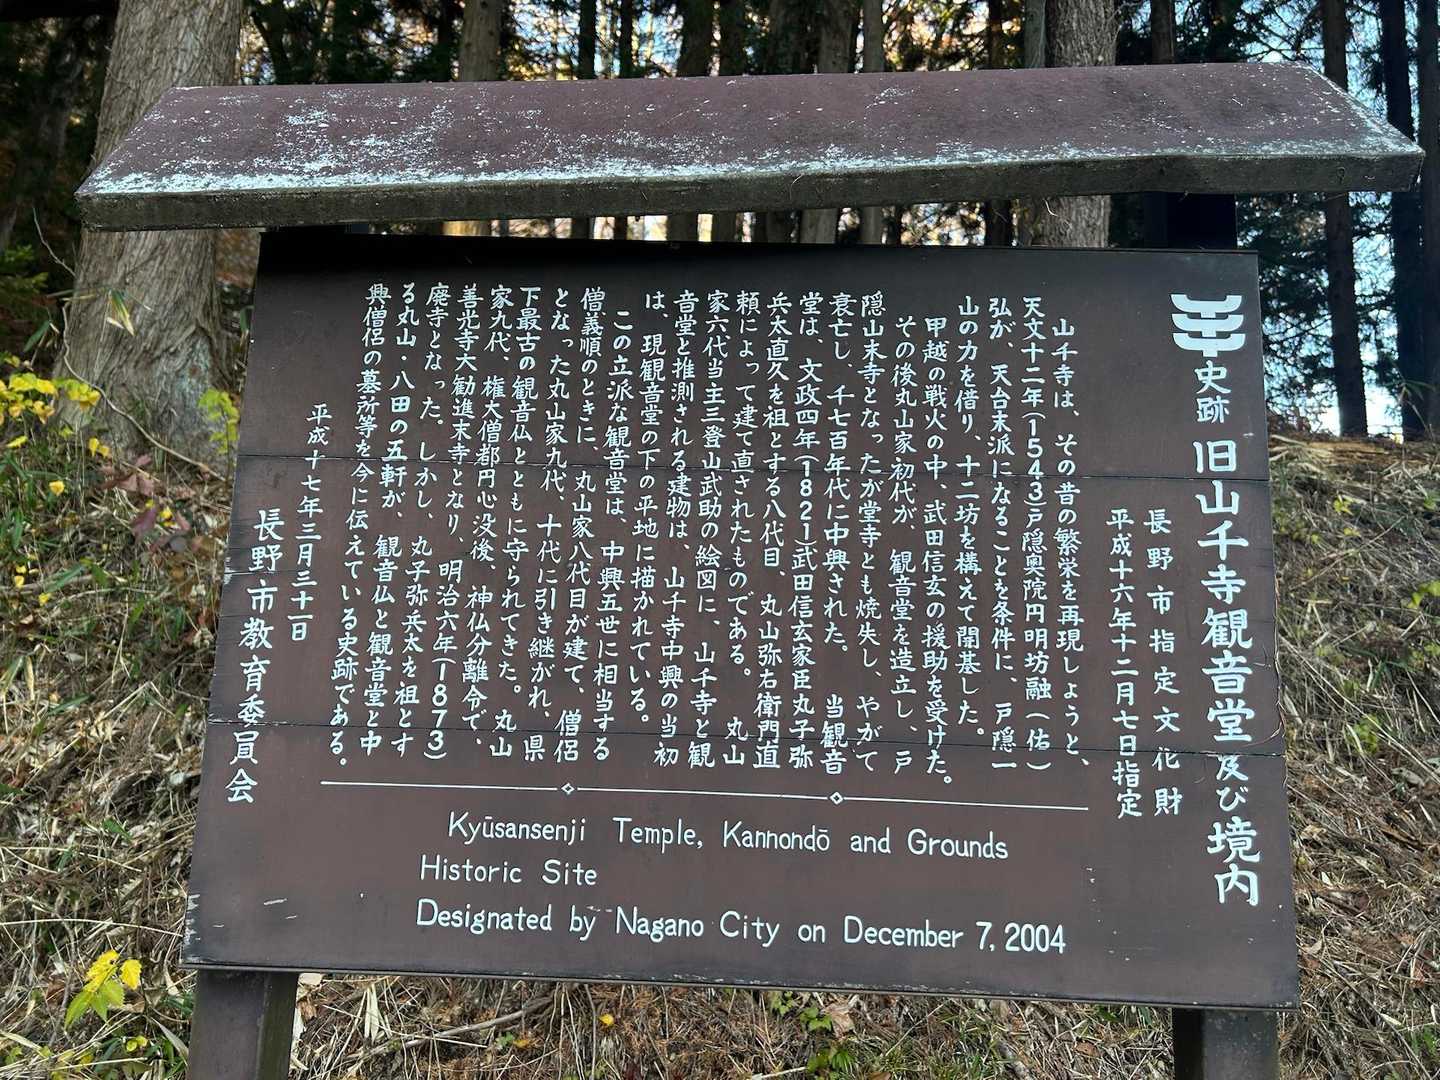 史跡 旧山千寺観音堂及び境内
長野市指定文化財
平成十六年十二月七日指定
山千寺は、その昔の繁栄を再現しようと、
天文十二年(1543)戸隠奥院円明坊融(佑)
弘が、天台末派になることを条件に、戸隠一
山の力を借り、十二坊を構えて開基した。
甲越の戦火の中、武田信玄の援助を受けた。
その後丸山家初代が、観音堂を造立し、戸
隠山末寺となったが堂寺とも焼失し、やがて
衰亡し、千七百年代に中興された。 当観音
堂は、文政四年(1821)武田信玄家臣丸子弥
兵太直久を祖とする八代目、丸山弥右衛門直
頼によって建て直されたものである。 丸山
家六代当主三登山武助の絵図に、山千寺と観
音堂と推測される建物は、山千寺中興の当初
は、現観音堂の下の平地に描かれている。
この立派な観音堂は、中興五世に相当する
僧義順のときに、丸山家八代目が建て、僧侶
となった丸山家九代、十代に引き継がれ、県
下最古の観音仏とともに守られてきた。丸山
家九代、権大僧都円心没後、神仏分離令で、
善光寺大勧進末寺となり、明治六年(1873)
廃寺となった。しかし、丸子弥兵太を祖とす
る丸山・八田の五軒が、観音仏と観音堂と中
興僧侶の墓所等を今に伝えている史跡である。
平成十七年三月三十一日
長野市教育委員会
Kyūsansenji Temple, Kannondō and Grounds
Historic Site
Designated by Nagano City on December 7, 2004